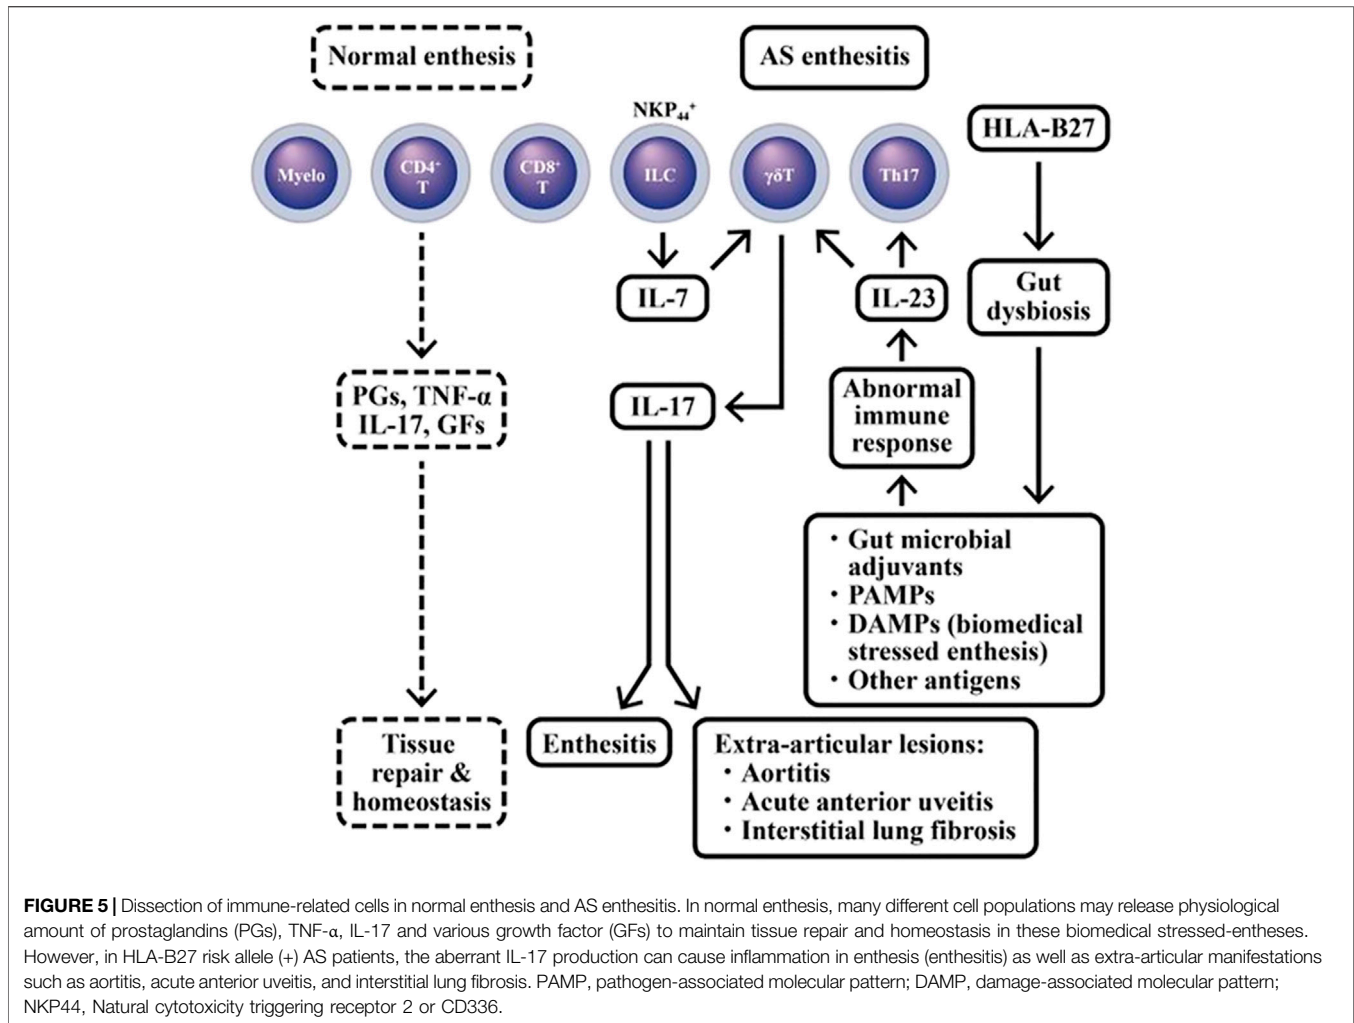 Normal enthesis
AS enthesitis
NKP₄₄⁺
HLA-B27
Myelo
CD4⁺
T
CD8⁺
T
ILC
γδT
Th17
IL-7
IL-23
Gut
dysbiosis
PGs, TNF-α
IL-17, GFs
IL-17
Abnormal
immune
response
・Gut microbial
adjuvants
・PAMPs
・DAMPs (biomedical
stressed enthesis)
・Other antigens
Tissue
repair &
homeostasis
Enthesitis
Extra-articular lesions:
・Aortitis
・Acute anterior uveitis
・Interstitial lung fibrosis
FIGURE 5 | Dissection of immune-related cells in normal enthesis and AS enthesitis. In normal enthesis, many different cell populations may release physiological
amount of prostaglandins (PGs), TNF-α, IL-17 and various growth factor (GFs) to maintain tissue repair and homeostasis in these biomedical stressed-entheses.
However, in HLA-B27 risk allele (+) AS patients, the aberrant IL-17 production can cause inflammation in enthesis (enthesitis) as well as extra-articular manifestations
such as aortitis, acute anterior uveitis, and interstitial lung fibrosis. PAMP, pathogen-associated molecular pattern; DAMP, damage-associated molecular pattern;
NKP44, Natural cytotoxicity triggering receptor 2 or CD336.